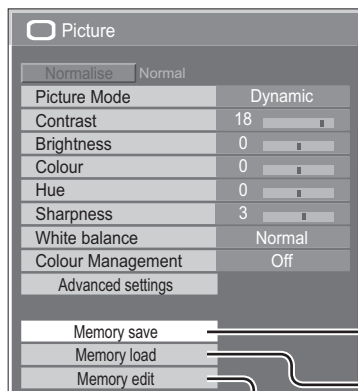 Picture
Normalise Normal
Picture Mode Dynamic
Contrast 18
Brightness 0
Colour 0
Hue 0
Sharpness 3
White balance Normal
Colour Management Off
Advanced settings
Memory save
Memory load
Memory edit